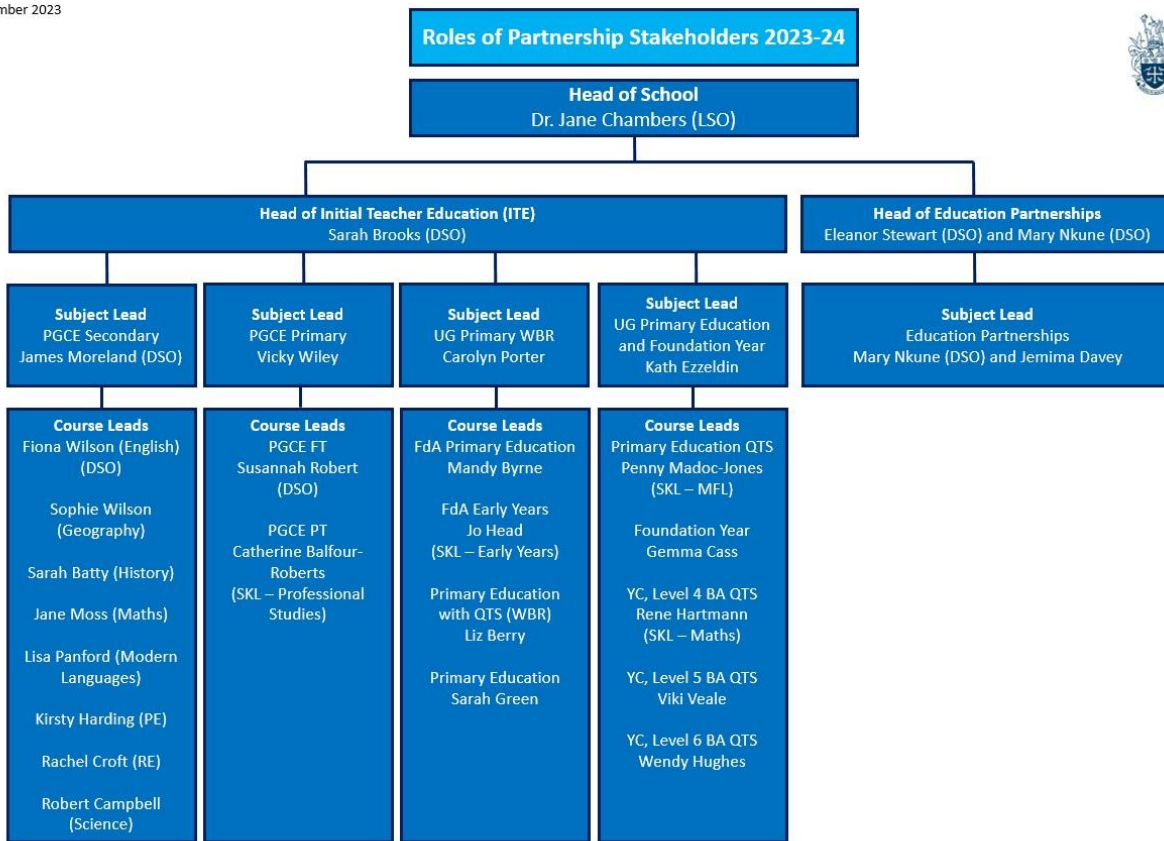 mber 2023
Roles of Partnership Stakeholders 2023-24
Head of School
Dr. Jane Chambers (LSO)
Head of Initial Teacher Education (ITE)
Sarah Brooks (DSO)
Head of Education Partnerships
Eleanor Stewart (DSO) and Mary Nkune (DSO)
Subject Lead
PGCE Secondary
James Moreland (DSO)
Subject Lead
PGCE Primary
Vicky Wiley
Subject Lead
UG Primary WBR
Carolyn Porter
Subject Lead
UG Primary Education
and Foundation Year
Kath Ezzeldin
Subject Lead
Education Partnerships
Mary Nkune (DSO) and Jemima Davey
Course Leads
Fiona Wilson (English)
(DSO)
Sophie Wilson
(Geography)
Sarah Batty (History)
Jane Moss (Maths)
Lisa Panford (Modern
Languages)
Kirsty Harding (PE)
Rachel Croft (RE)
Robert Campbell
(Science)
Course Leads
PGCE FT
Susannah Robert
(DSO)
PGCE PT
Catherine Balfour-
Roberts
(SKL – Professional
Studies)
Course Leads
FdA Primary Education
Mandy Byrne
FdA Early Years
Jo Head
(SKL – Early Years)
Primary Education
with QTS (WBR)
Liz Berry
Primary Education
Sarah Green
Course Leads
Primary Education QTS
Penny Madoc-Jones
(SKL – MFL)
Foundation Year
Gemma Cass
YC, Level 4 BA QTS
Rene Hartmann
(SKL – Maths)
YC, Level 5 BA QTS
Viki Veale
YC, Level 6 BA QTS
Wendy Hughes